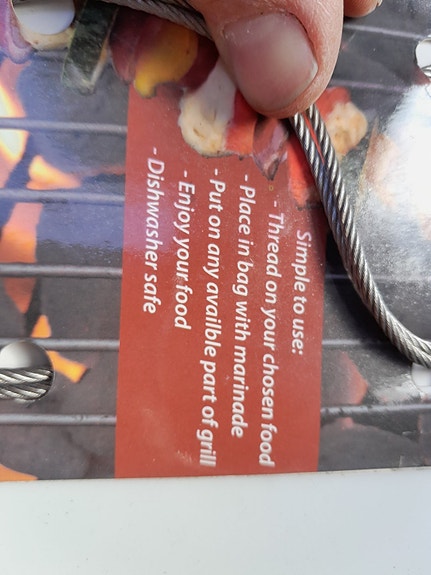 Simple to use:
- Thread on your chosen food
- Place in bag with marinade
- Put on any availble part of grill
- Enjoy your food
- Dishwasher safe